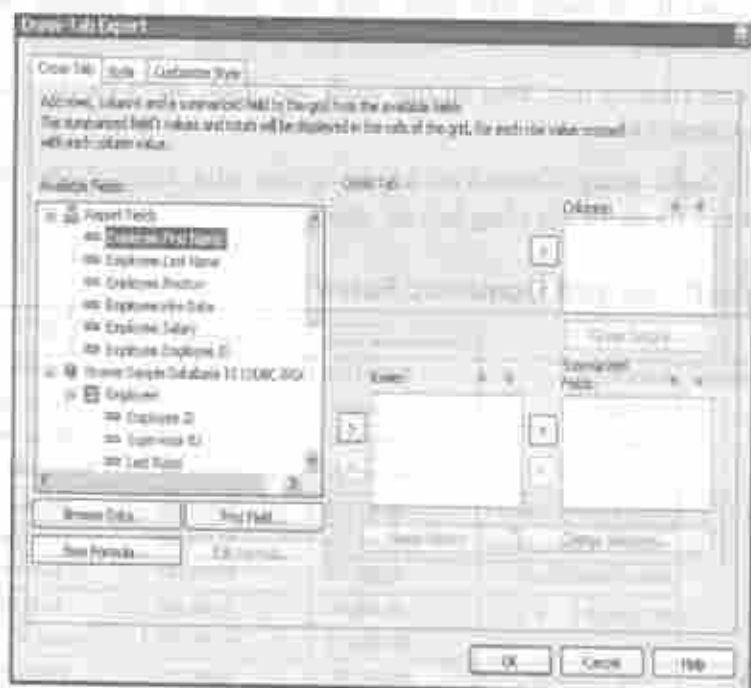 Cross-Tab Expert
Cross-Tab Style Customize Style
Add rows, columns and a summarized field to the grid from the available fields.
The summarized field's values and totals will be displayed in the cells of the grid, for each row value crossed
with each column value.
Available Fields:
Cross-Tab
Report Fields
Employee.First Name
Employee.Last Name
Employee.Position
Employee.Hire Date
Employee.Salary
Employee.Employee ID
Xtreme Sample Database 10
Employee
Employee ID
Supervisor ID
Last Name
Columns:
Rows:
Summarized
Fields:
Browse Data...
Find Field...
New Formula...
Edit Formula...
OK Cancel Help